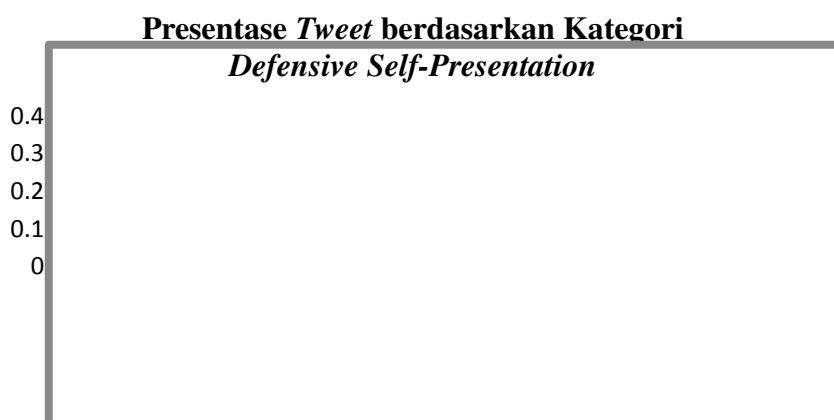 Presentase Tweet berdasarkan Kategori
Defensive Self-Presentation
0.4
0.3
0.2
0.1
0